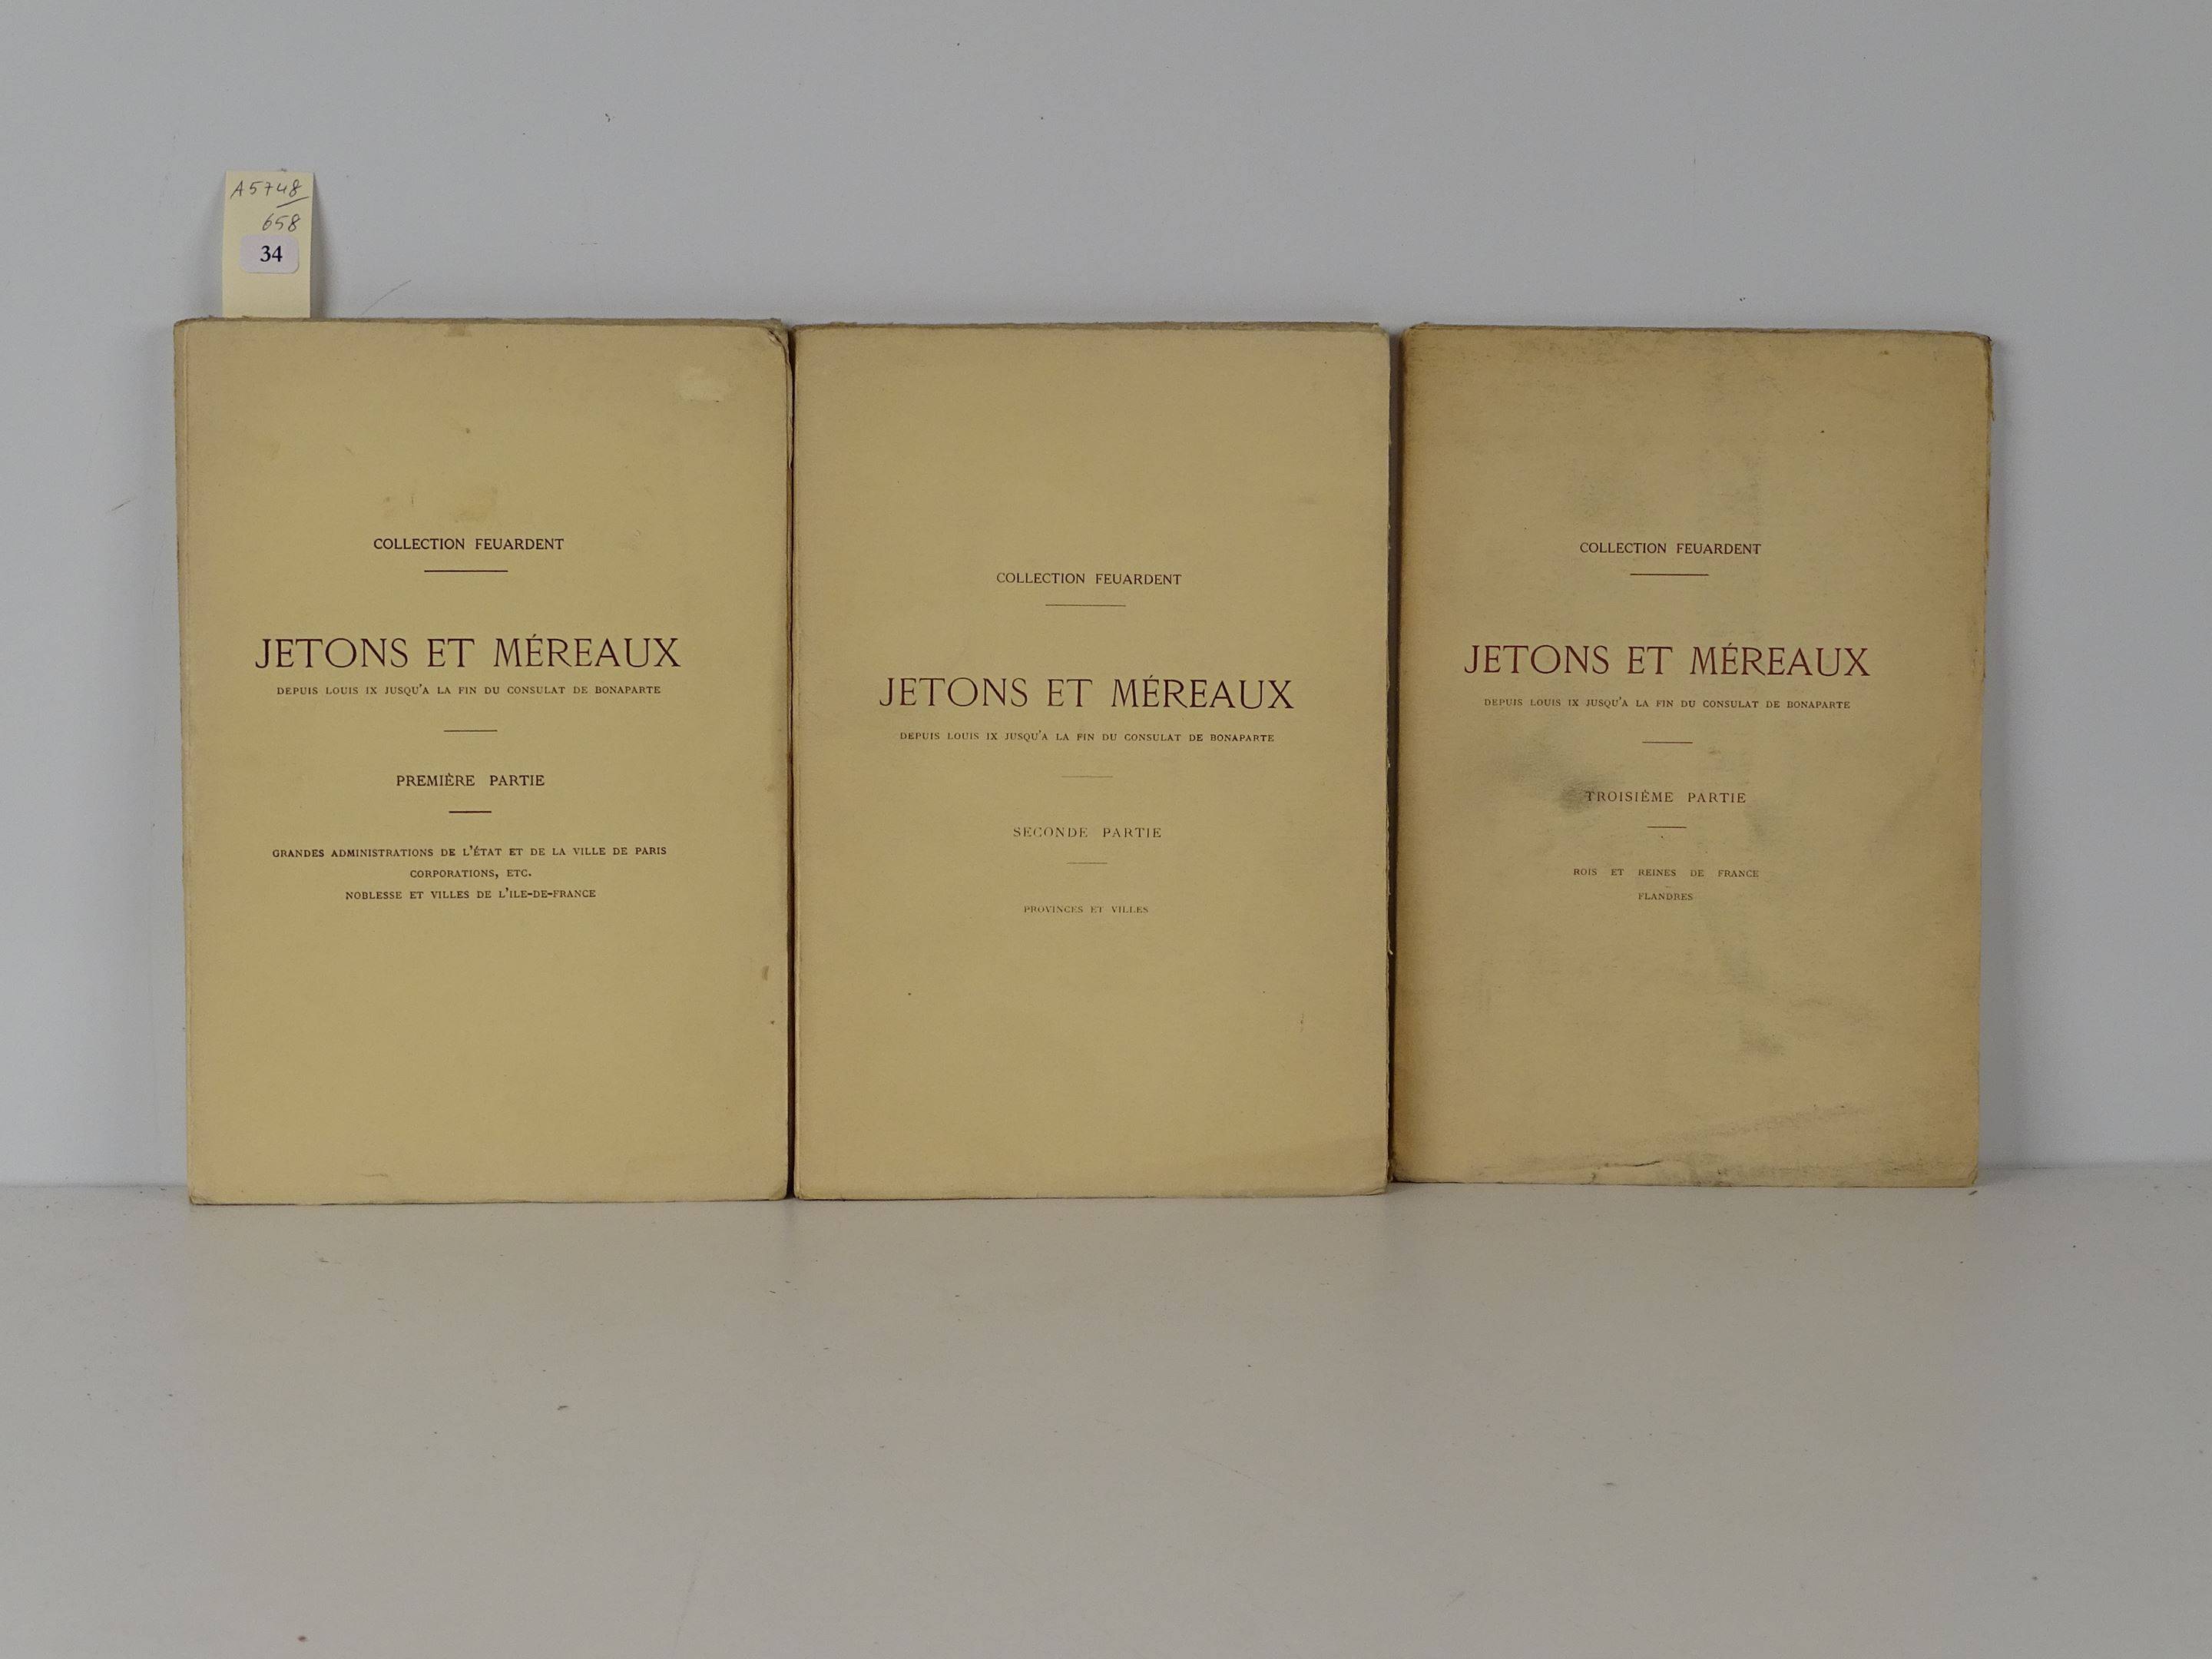 A5748
658
34
COLLECTION FEUARDENT
JETONS ET MÉREAUX
DEPUIS LOUIS IX JUSQU'A LA FIN DU CONSULAT DE BONAPARTE
PREMIÈRE PARTIE
GRANDES ADMINISTRATIONS DE L'ÉTAT ET DE LA VILLE DE PARIS
CORPORATIONS, ETC.
NOBLESSE ET VILLES DE L'ILE-DE-FRANCE
COLLECTION FEUARDENT
JETONS ET MÉREAUX
DEPUIS LOUIS IX JUSQU'A LA FIN DU CONSULAT DE BONAPARTE
SECONDE PARTIE
PROVINCES ET VILLES
COLLECTION FEUARDENT
JETONS ET MÉREAUX
DEPUIS LOUIS IX JUSQU'A LA FIN DU CONSULAT DE BONAPARTE
TROISIÈME PARTIE
ROIS ET REINES DE FRANCE
FLANDRES